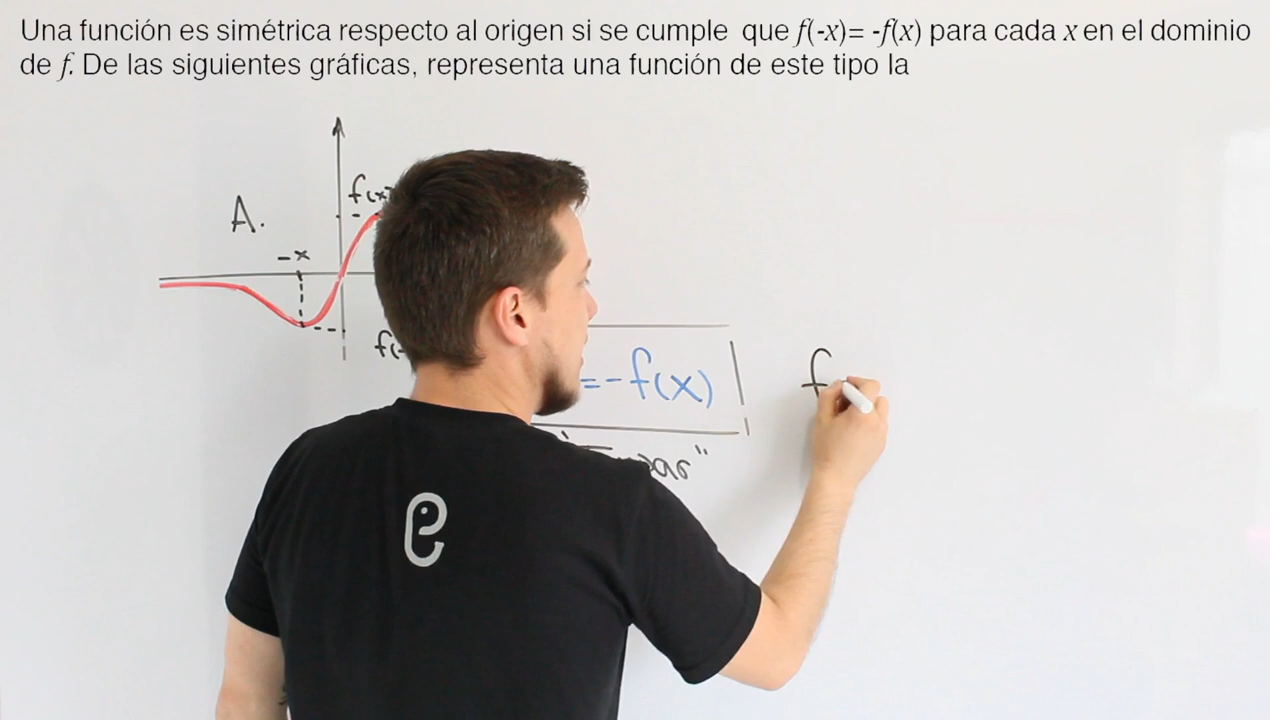 Una función es simétrica respecto al origen si se cumple que f(-x)= -f(x) para cada x en el dominio
de f. De las siguientes gráficas, representa una función de este tipo la
f(x)
A.
-x
f(-
=-f(x)
f